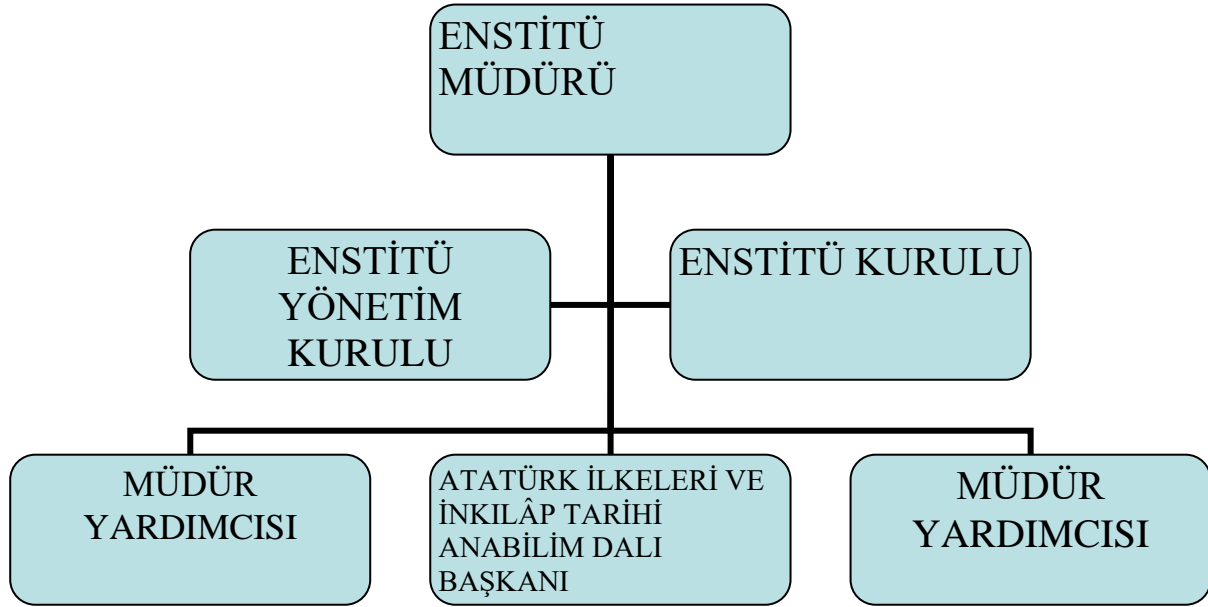 ENSTİTÜ
MÜDÜRÜ
ENSTİTÜ
YÖNETİM
KURULU
ENSTİTÜ KURULU
MÜDÜR
YARDIMCISI
ATATÜRK İLKELERİ VE
İNKILÂP TARİHİ
ANABİLİM DALI
BAŞKANI
MÜDÜR
YARDIMCISI